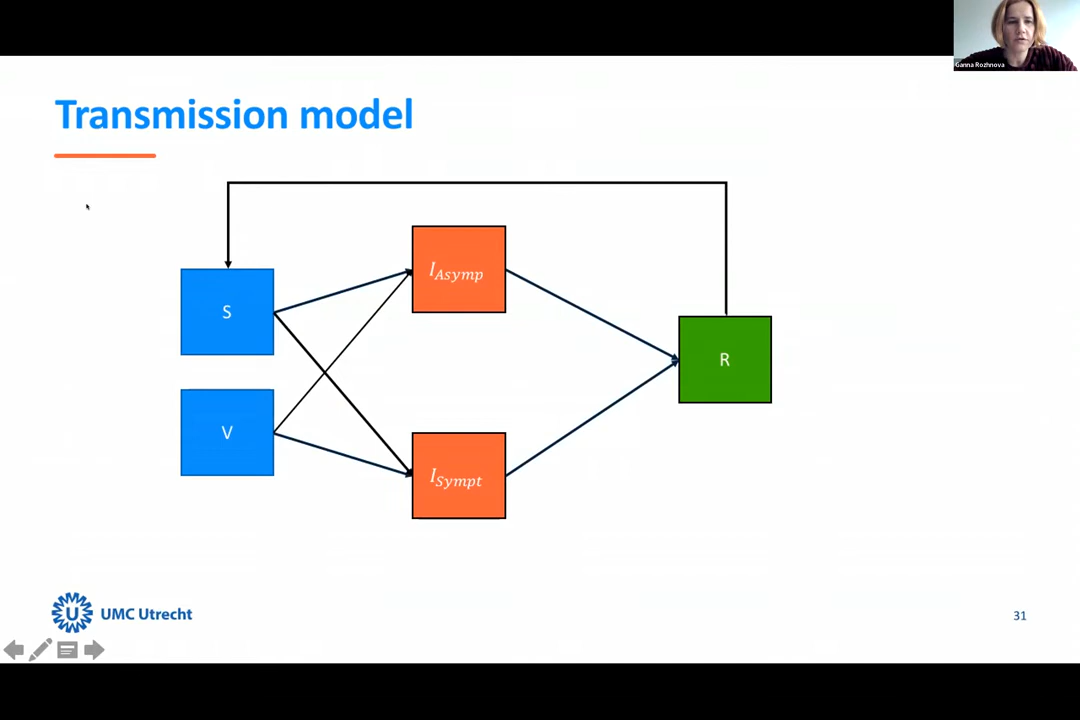 Ganna Rozhnova
Transmission model
I_Asymp
S
R
V
I_Sympt
UMC Utrecht
31